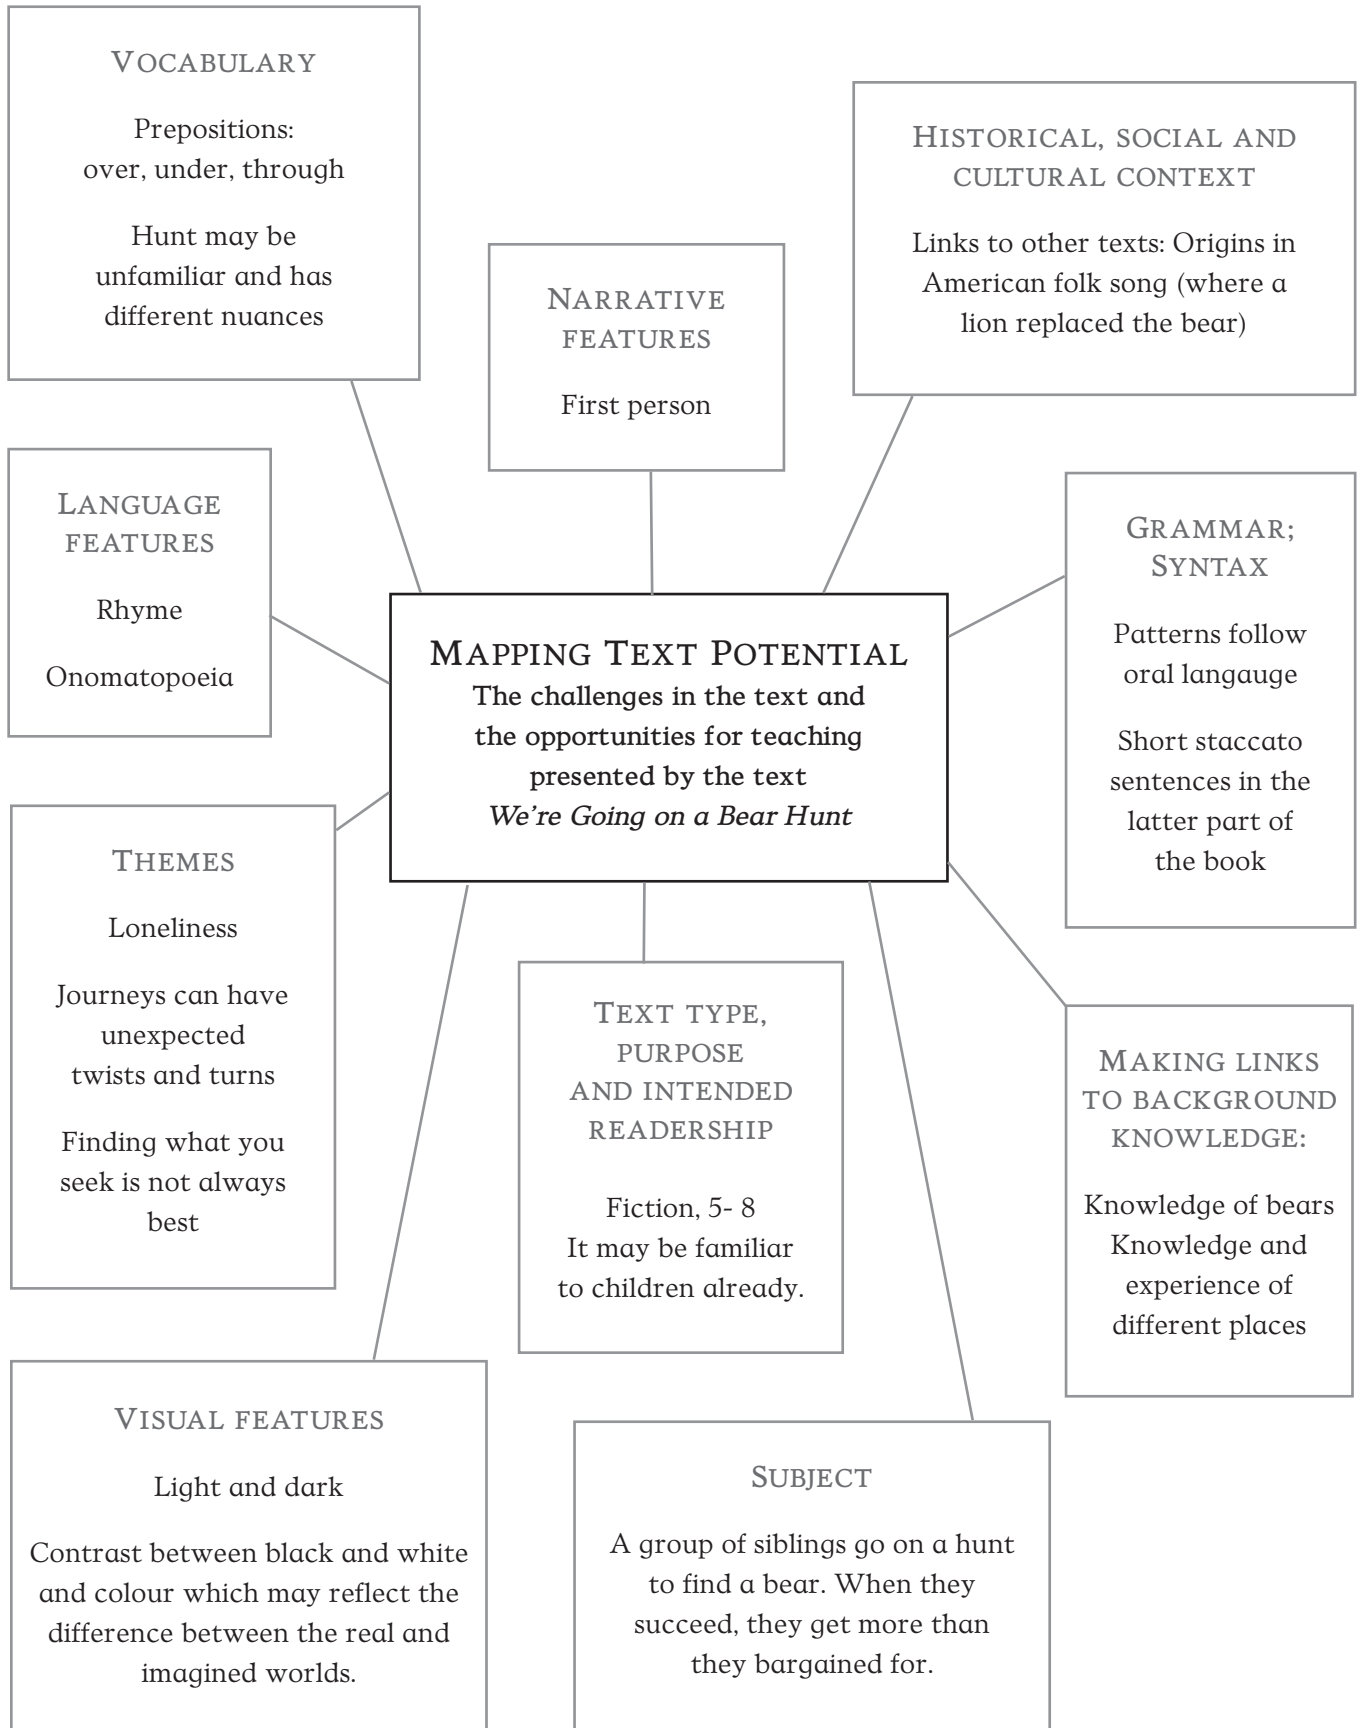 VOCABULARY
Prepositions:
over, under, through
Hunt may be
unfamiliar and has
different nuances
NARRATIVE
FEATURES
First person
HISTORICAL, SOCIAL AND
CULTURAL CONTEXT
Links to other texts: Origins in
American folk song (where a
lion replaced the bear)
LANGUAGE
FEATURES
Rhyme
Onomatopoeia
MAPPING TEXT POTENTIAL
The challenges in the text and
the opportunities for teaching
presented by the text
We're Going on a Bear Hunt
GRAMMAR;
SYNTAX
Patterns follow
oral langauge
Short staccato
sentences in the
latter part of
the book
THEMES
Loneliness
Journeys can have
unexpected
twists and turns
Finding what you
seek is not always
best
TEXT TYPE,
PURPOSE
AND INTENDED
READERSHIP
Fiction, 5- 8
It may be familiar
to children already.
MAKING LINKS
TO BACKGROUND
KNOWLEDGE:
Knowledge of bears
Knowledge and
experience of
different places
VISUAL FEATURES
Light and dark
Contrast between black and white
and colour which may reflect the
difference between the real and
imagined worlds.
SUBJECT
A group of siblings go on a hunt
to find a bear. When they
succeed, they get more than
they bargained for.